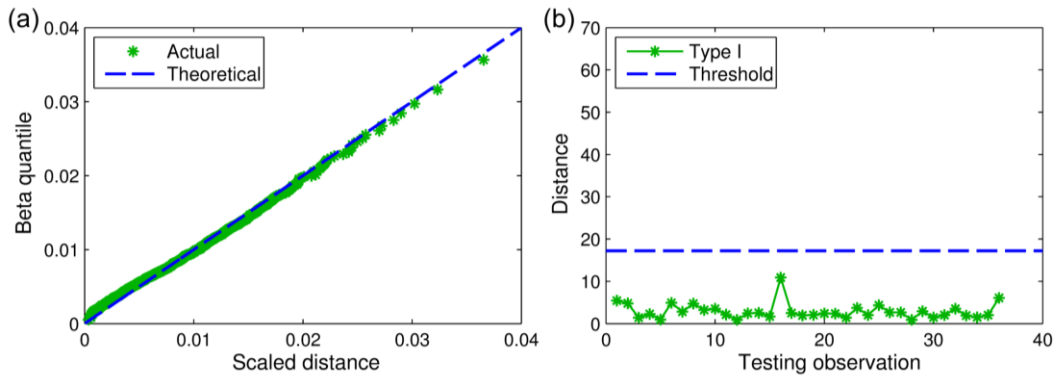 (a)
0.04
0.03
0.02
0.01
0
Beta quantile
Actual
Theoretical
0
0.01
0.02
0.03
0.04
Scaled distance
(b)
70
60
50
40
30
20
10
0
Distance
Type I
Threshold
0
10
20
30
40
Testing observation